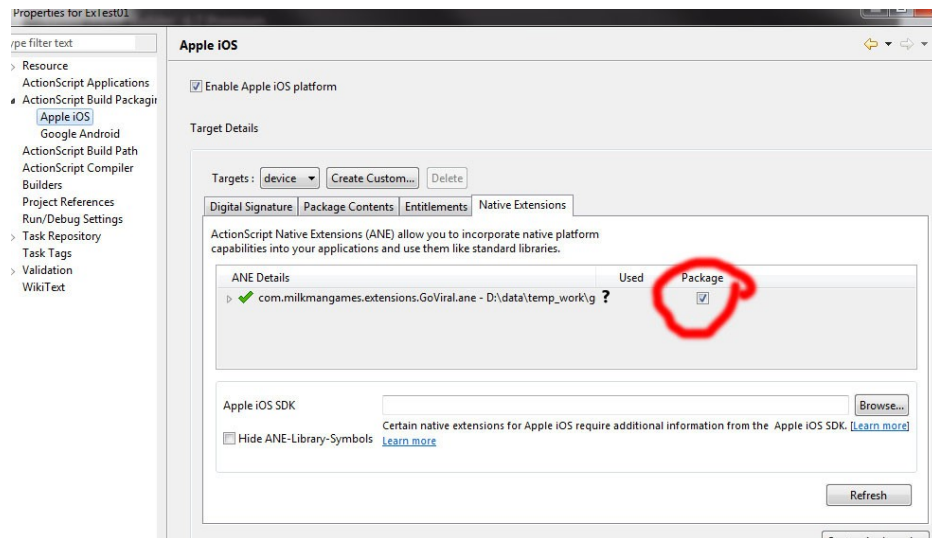 Properties for ExTest01
ype filter text
Apple iOS
Resource
ActionScript Applications
ActionScript Build Packagin
Apple iOS
Google Android
ActionScript Build Path
ActionScript Compiler
Builders
Project References
Run/Debug Settings
Task Repository
Task Tags
Validation
WikiText
Enable Apple iOS platform
Target Details
Targets: device Create Custom... Delete
Digital Signature Package Contents Entitlements Native Extensions
ActionScript Native Extensions (ANE) allow you to incorporate native platform
capabilities into your applications and use them like standard libraries.
ANE Details Used Package
com.milkmangames.extensions.GoViral.ane - D:\data\temp_work\g ?
Apple iOS SDK Browse...
Certain native extensions for Apple iOS require additional information from the Apple iOS SDK. [Learn more]
Hide ANE-Library-Symbols Learn more
Refresh